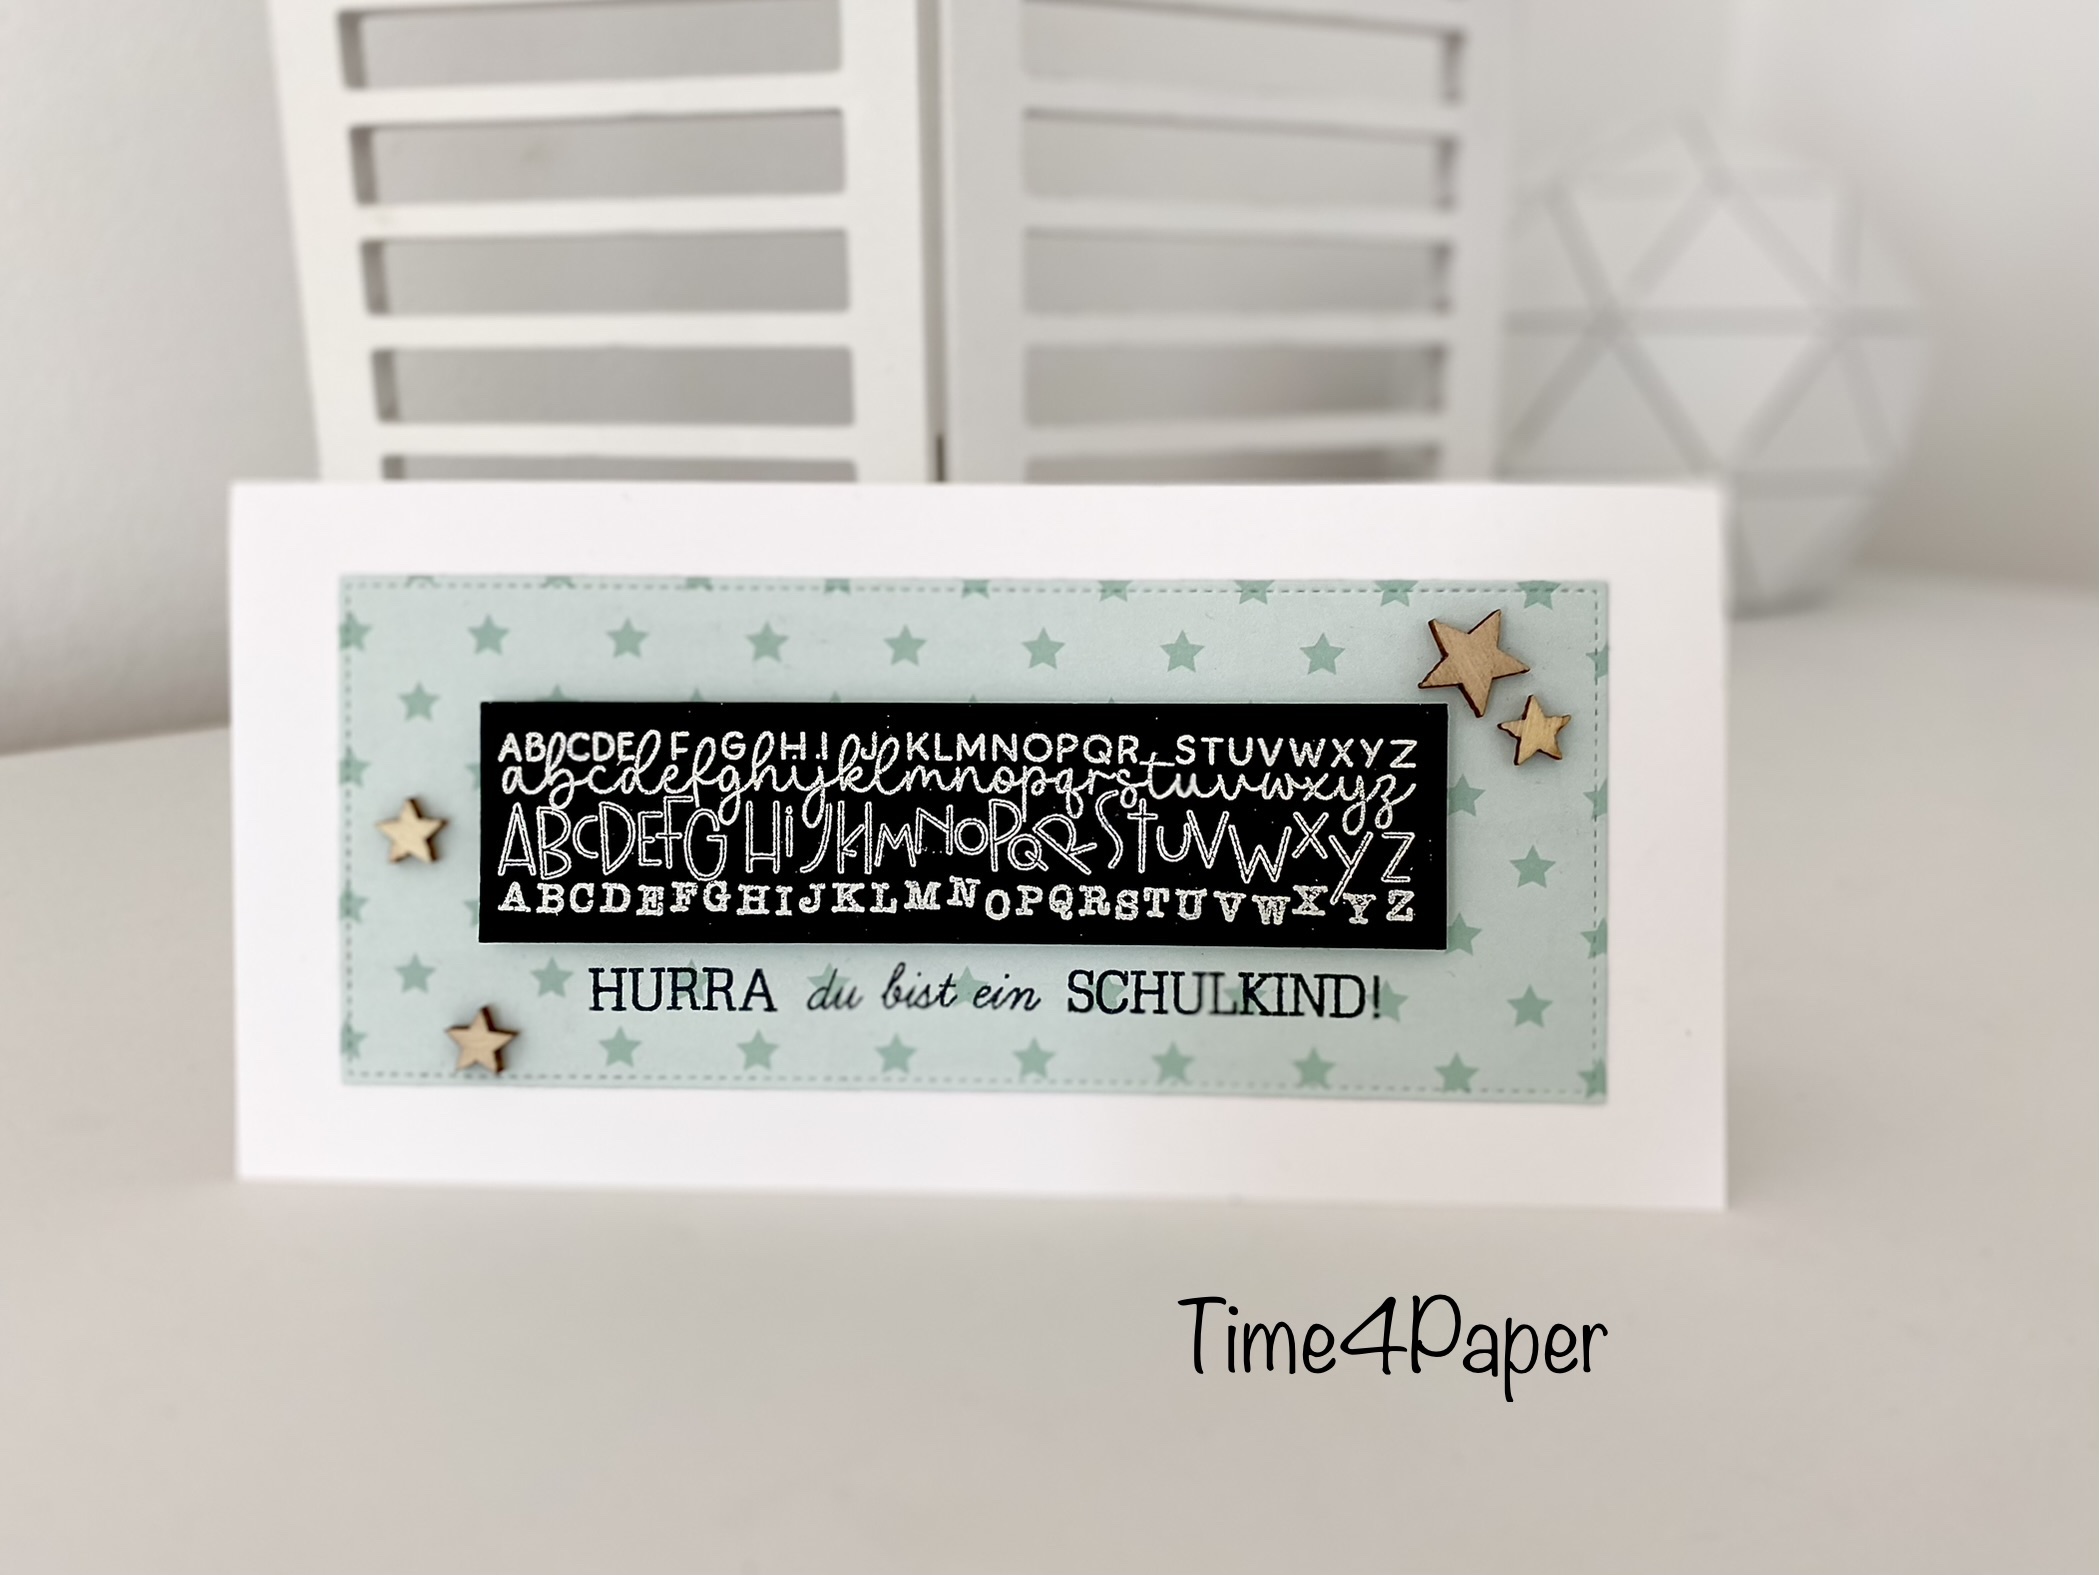 ABCDEFGHIJKLMNOPQRSTUVWXYZ
abcdefghijklmnopqrstuvwxyz
ABcDEfGHiJklMNOPQRStuVWXyZ
ABCDEFGHIJKLMNOPQRSTUVWXYZ
HURRA du bist ein SCHULKIND!
Time4Paper